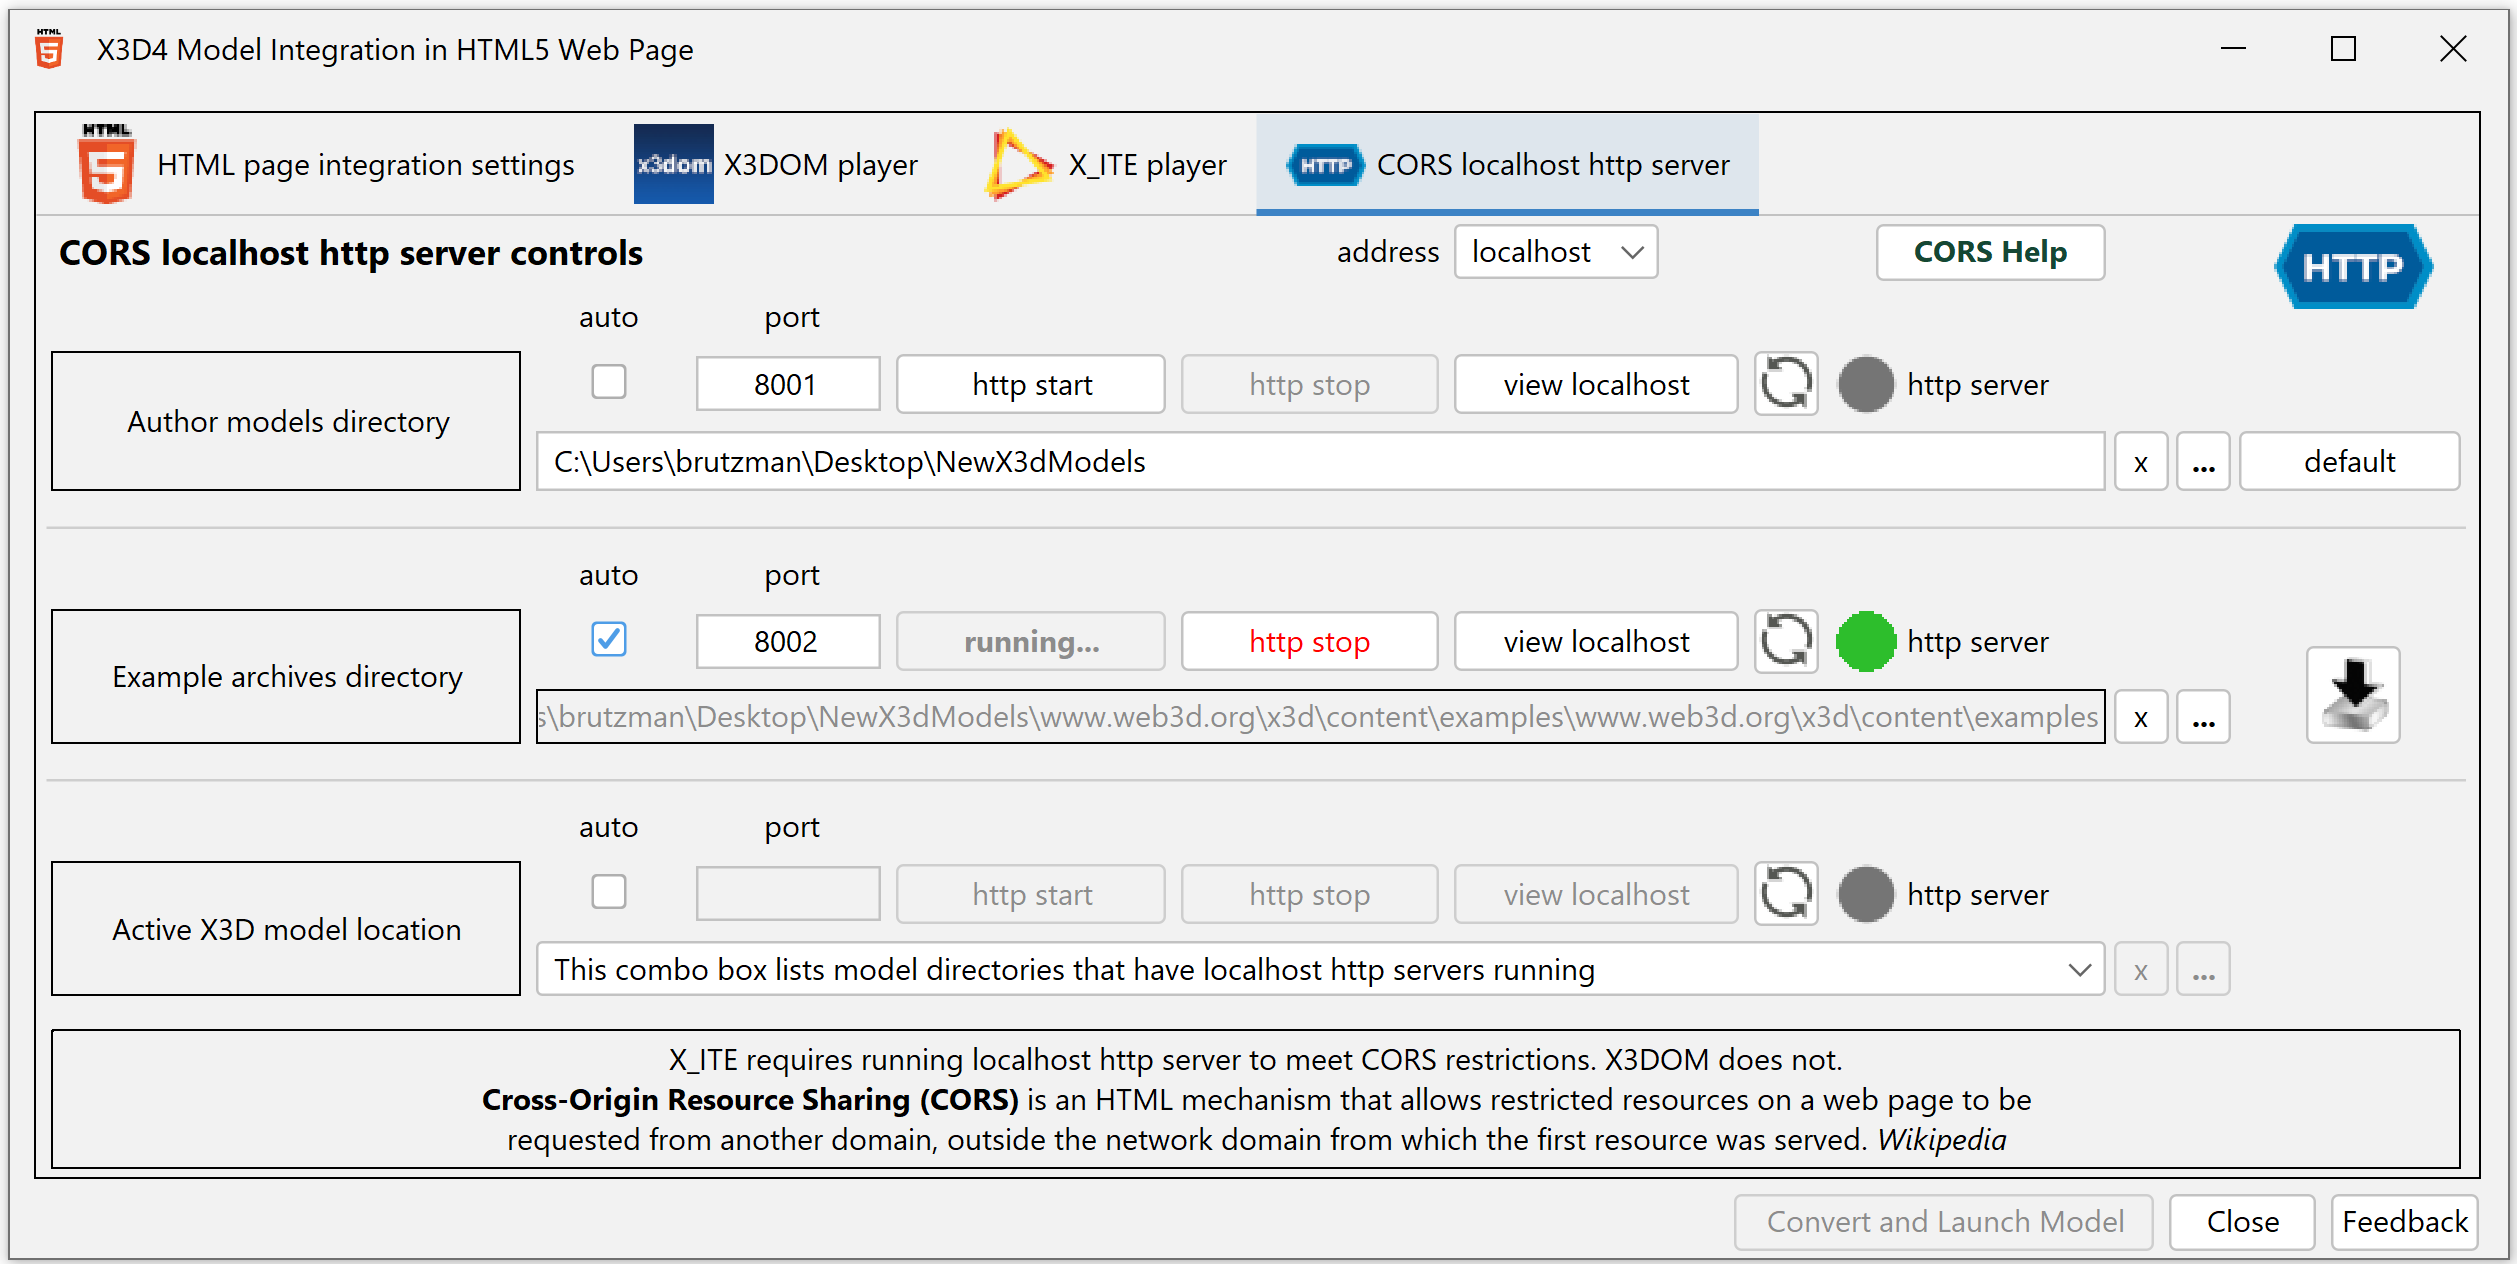 HTML
5
X3D4 Model Integration in HTML5 Web Page
HTML
5
HTML page integration settings
x3dom
X3DOM player
X_ITE player
HTTP
CORS localhost http server
CORS localhost http server controls
address
localhost
CORS Help
HTTP
auto
port
Author models directory
8001
http start
http stop
view localhost
http server
C:\Users\brutzman\Desktop\NewX3dModels
x
...
default
auto
port
Example archives directory
8002
running...
http stop
view localhost
http server
s\brutzman\Desktop\NewX3dModels\www.web3d.org\x3d\content\examples\www.web3d.org\x3d\content\examples
x
...
auto
port
Active X3D model location
http start
http stop
view localhost
http server
This combo box lists model directories that have localhost http servers running
x
...
X_ITE requires running localhost http server to meet CORS restrictions. X3DOM does not.
Cross-Origin Resource Sharing (CORS) is an HTML mechanism that allows restricted resources on a web page to be
requested from another domain, outside the network domain from which the first resource was served. Wikipedia
Convert and Launch Model
Close
Feedback